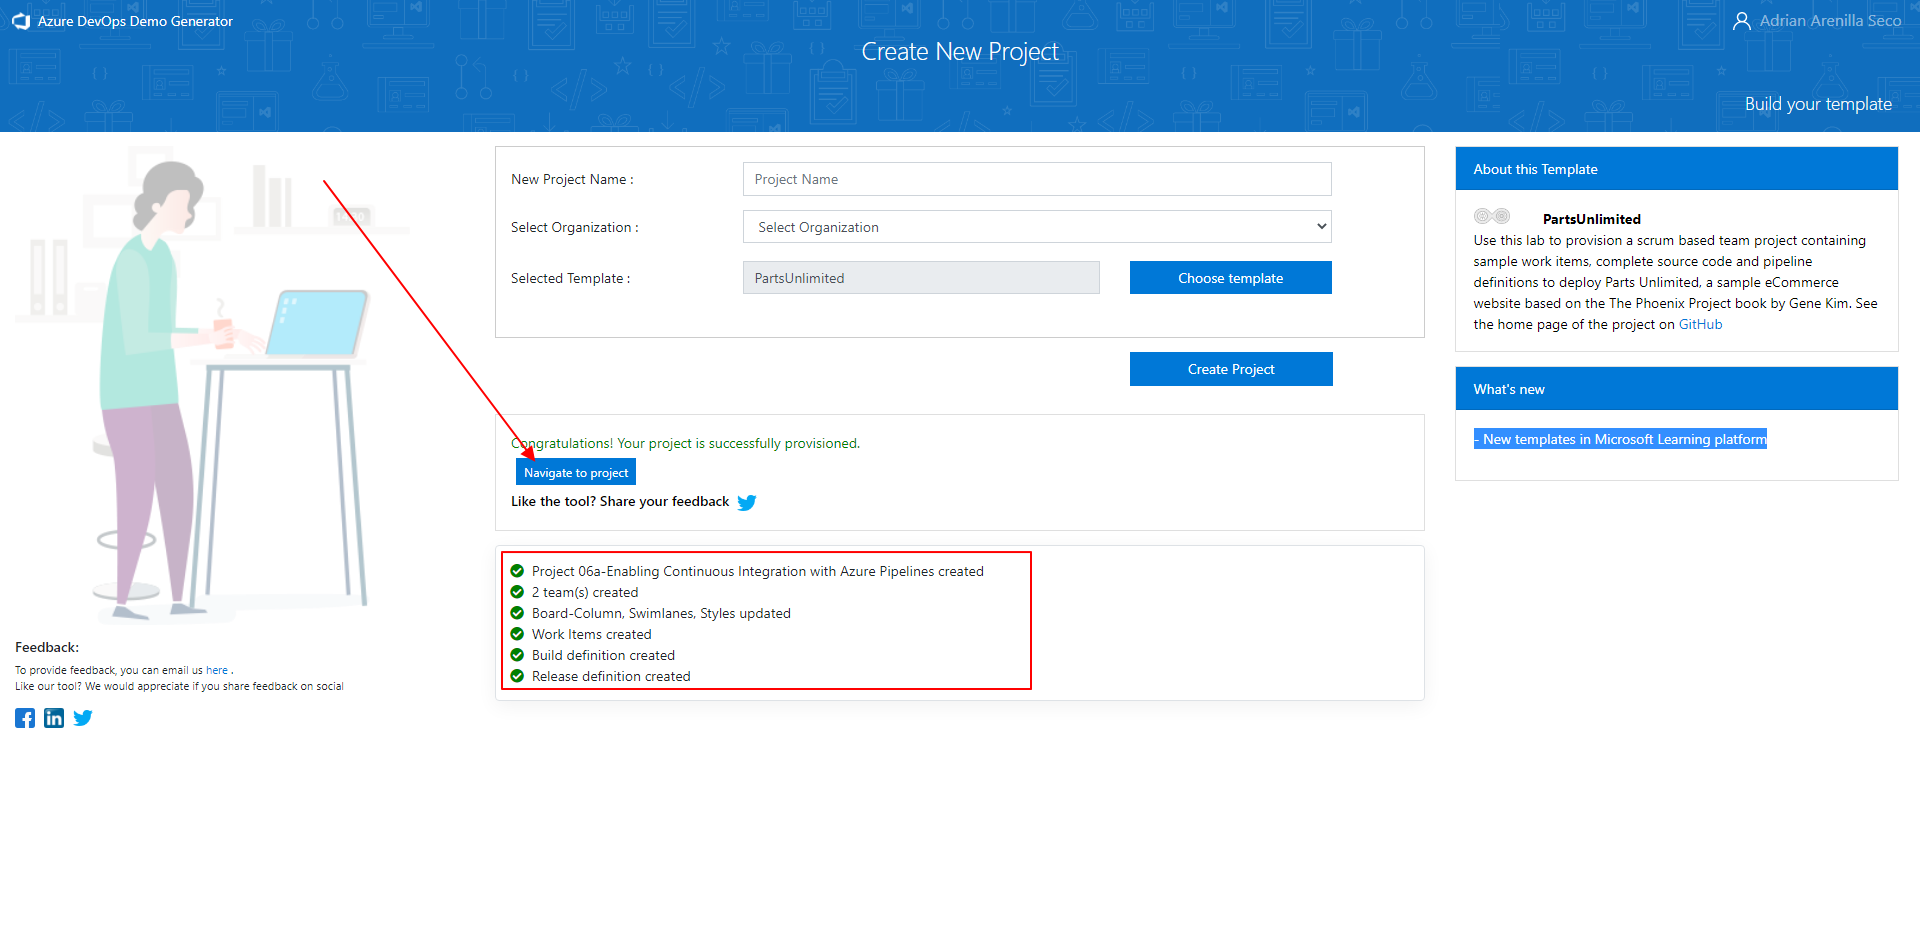 Azure DevOps Demo Generator
Adrian Arenilla Seco
Create New Project
Build your template
New Project Name :
Project Name
Select Organization :
Select Organization
Selected Template :
PartsUnlimited
Choose template
Create Project
Congratulations! Your project is successfully provisioned.
Navigate to project
Like the tool? Share your feedback
Project 06a-Enabling Continuous Integration with Azure Pipelines created
2 team(s) created
Board-Column, Swimlanes, Styles updated
Work Items created
Build definition created
Release definition created
About this Template
PartsUnlimited
Use this lab to provision a scrum based team project containing
sample work items, complete source code and pipeline
definitions to deploy Parts Unlimited, a sample eCommerce
website based on the The Phoenix Project book by Gene Kim. See
the home page of the project on GitHub
What's new
- New templates in Microsoft Learning platform
Feedback:
To provide feedback, you can email us here .
Like our tool? We would appreciate if you share feedback on social